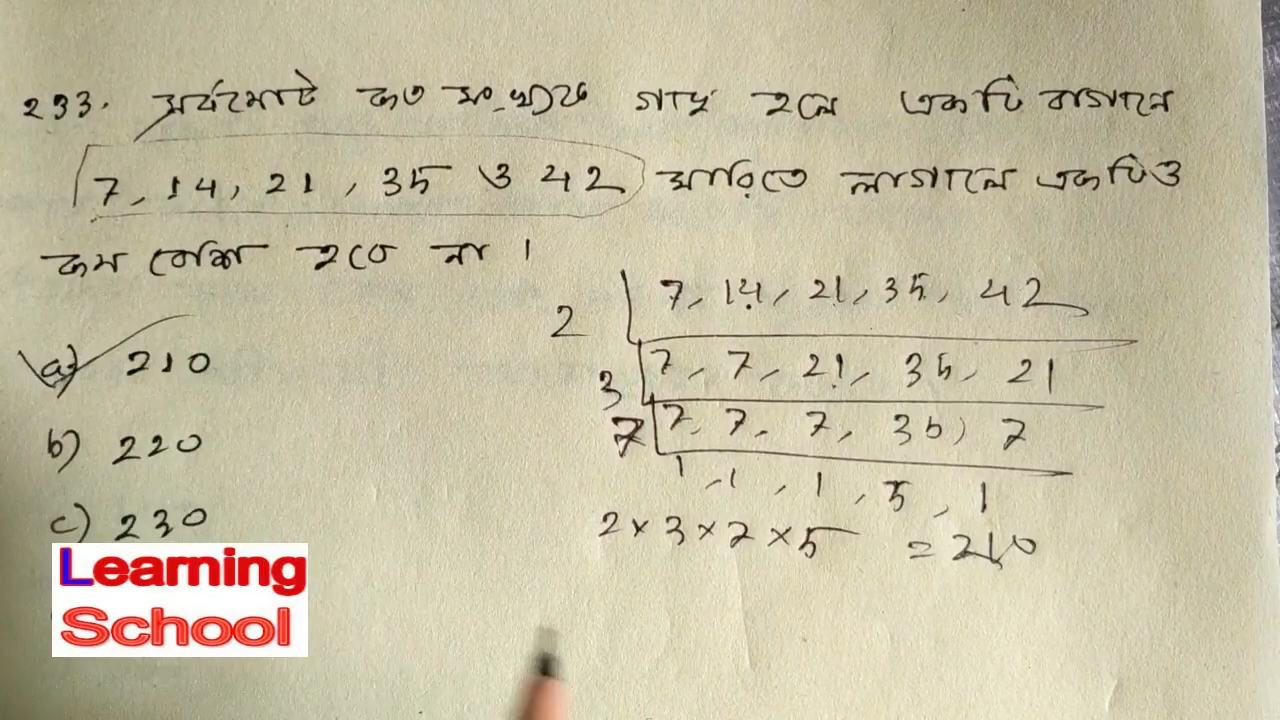 233. সর্বমোট কত সংখ্যক গাছ হলে একটি বাগানে
7, 14, 21, 35 ও 42 সারিতে লাগালে একটিও
কম বেশি হবে না।
a) 210
b) 220
c) 230
2 7, 14, 21, 35, 42
3 7, 7, 21, 35, 21
7 7, 7, 7, 35, 7
1, 1, 1, 5, 1
2 × 3 × 7 × 5 = 210
Learning
School